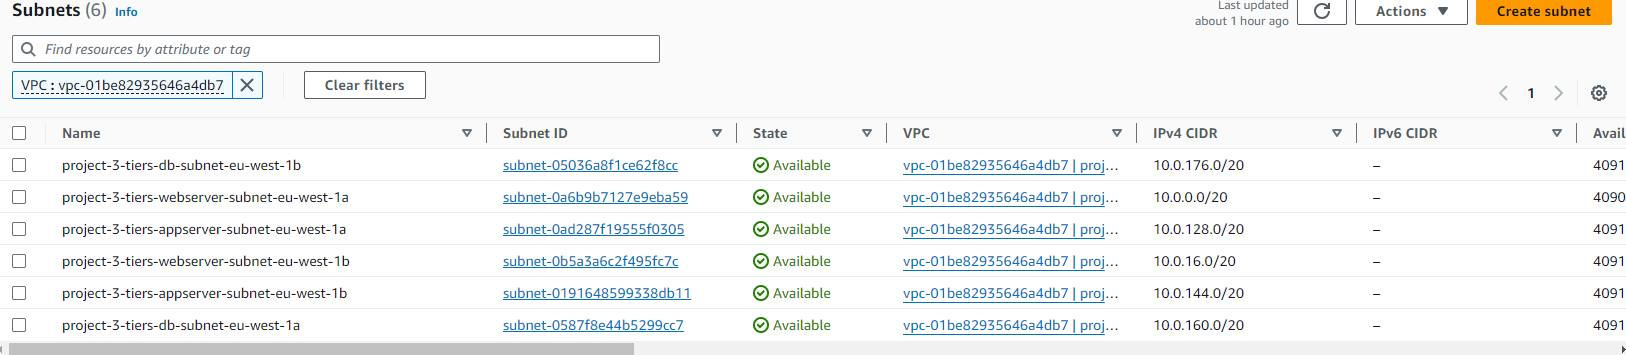 Subnets (6) Info
Last updated
about 1 hour ago
Actions
Create subnet
Find resources by attribute or tag
VPC : vpc-01be82935646a4db7
Clear filters
1
Name Subnet ID State VPC IPv4 CIDR IPv6 CIDR Avail
project-3-tiers-db-subnet-eu-west-1b subnet-05036a8f1ce62f8cc Available vpc-01be82935646a4db7 | proj... 10.0.176.0/20 – 4091
project-3-tiers-webserver-subnet-eu-west-1a subnet-0a6b9b7127e9eba59 Available vpc-01be82935646a4db7 | proj... 10.0.0.0/20 – 4090
project-3-tiers-appserver-subnet-eu-west-1a subnet-0ad287f19555f0305 Available vpc-01be82935646a4db7 | proj... 10.0.128.0/20 – 4091
project-3-tiers-webserver-subnet-eu-west-1b subnet-0b5a3a6c2f495fc7c Available vpc-01be82935646a4db7 | proj... 10.0.16.0/20 – 4091
project-3-tiers-appserver-subnet-eu-west-1b subnet-0191648599338db11 Available vpc-01be82935646a4db7 | proj... 10.0.144.0/20 – 4091
project-3-tiers-db-subnet-eu-west-1a subnet-0587f8e44b5299cc7 Available vpc-01be82935646a4db7 | proj... 10.0.160.0/20 – 4091